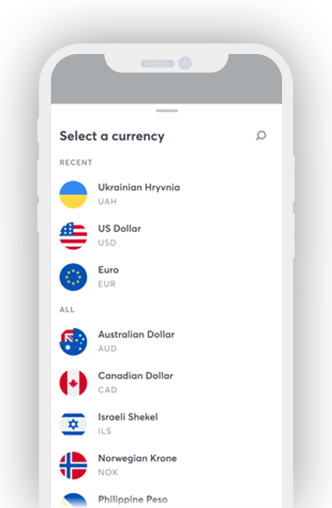 Select a currency
RECENT
Ukrainian Hryvnia
UAH
US Dollar
USD
Euro
EUR
ALL
Australian Dollar
AUD
Canadian Dollar
CAD
Israeli Shekel
ILS
Norwegian Krone
NOK
Philippine Peso